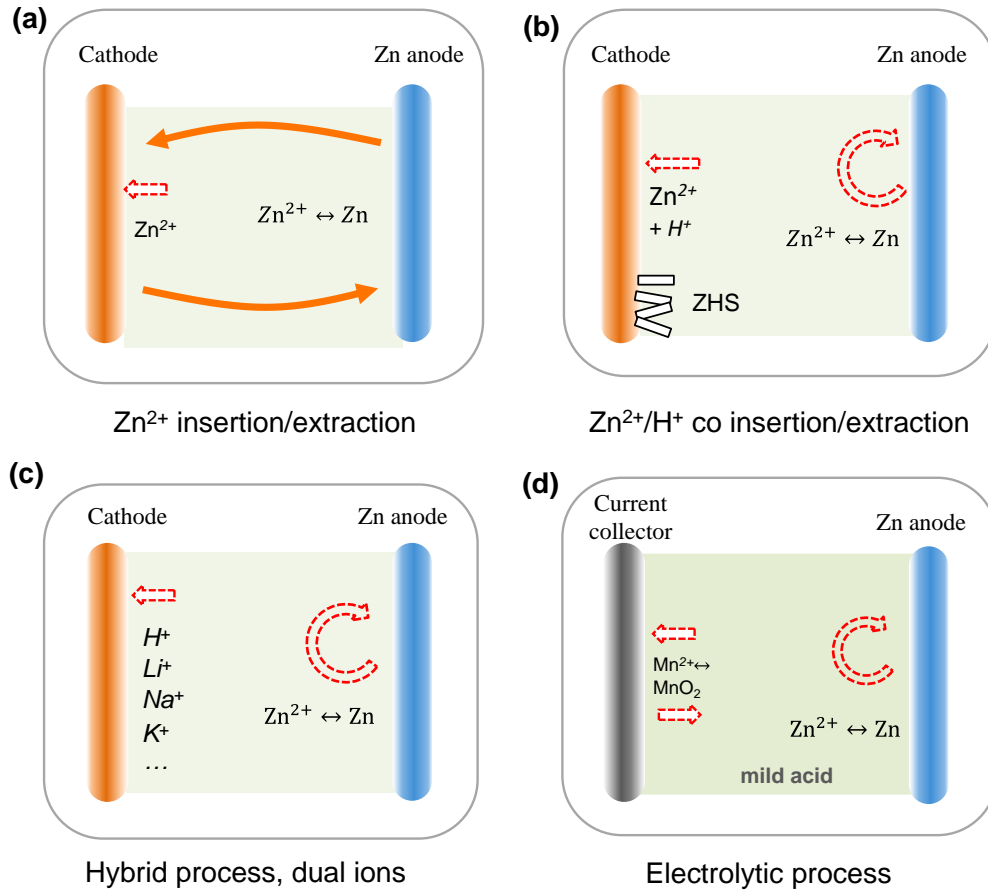 (a)
Cathode
Zn anode
Zn²⁺
Zn²⁺ ↔ Zn
Zn²⁺ insertion/extraction
(b)
Cathode
Zn anode
Zn²⁺
+ H⁺
Zn²⁺ ↔ Zn
ZHS
Zn²⁺/H⁺ co insertion/extraction
(c)
Cathode
Zn anode
H⁺
Li⁺
Na⁺
K⁺
...
Zn²⁺ ↔ Zn
Hybrid process, dual ions
(d)
Current
collector
Zn anode
Mn²⁺↔
MnO₂
Zn²⁺ ↔ Zn
mild acid
Electrolytic process